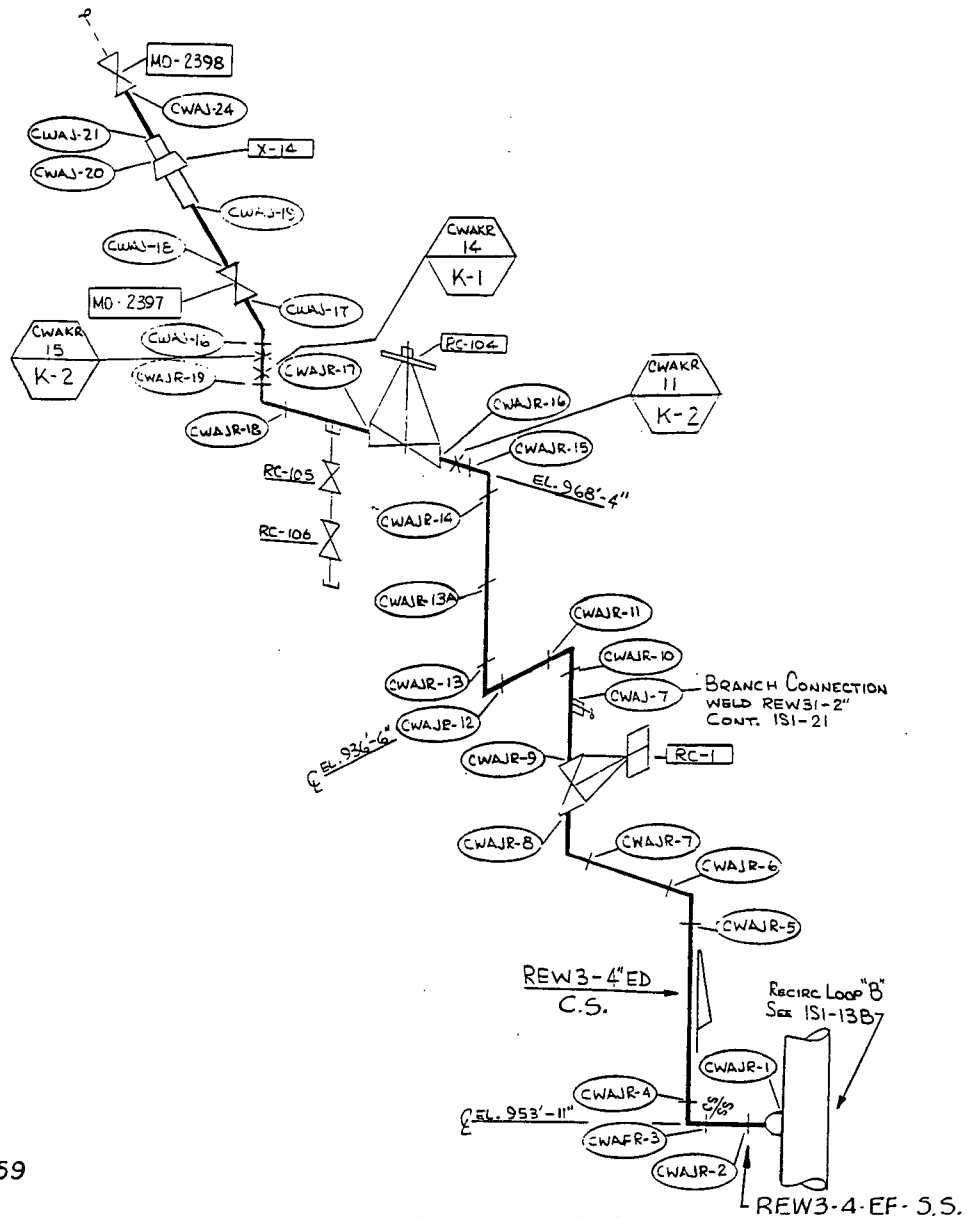 MO-2398
CWAJ-24
CWAJ-21
X-14
CWAJ-20
CWAJ-19
CWAJ-18
CWAKR
14
K-1
MO-2397
CWAJ-17
CWAKR
15
K-2
CWAJ-16
CWAJR-19
CWAJR-17
RC-104
CWAKR
11
K-2
CWAJR-16
CWAJR-18
CWAJR-15
RC-105
EL. 968'-4"
CWAJR-14
RC-106
CWAJR-13A
CWAJR-11
CWAJR-13
CWAJR-10
CWAJ-7
BRANCH CONNECTION
WELD REW31-2"
CONT. ISI-21
CWAJR-12
℄ EL. 936'-6"
CWAJR-9
RC-1
CWAJR-8
CWAJR-7
CWAJR-6
CWAJR-5
REW3-4"ED
C.S.
RECIRC LOOP "B"
SEE ISI-13B
CWAJR-1
CWAJR-4
CS/SS
℄ EL. 953'-11"
CWAFR-3
CWAJR-2
59
REW3-4-EF-S.S.